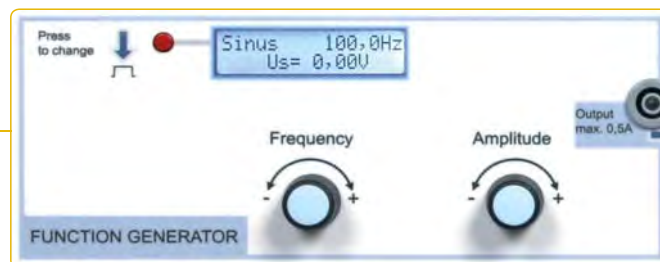 Press
to change
Sinus 100,0Hz
Us= 0,00V
Output
max. 0,5A
Frequency
Amplitude
- +
- +
FUNCTION GENERATOR